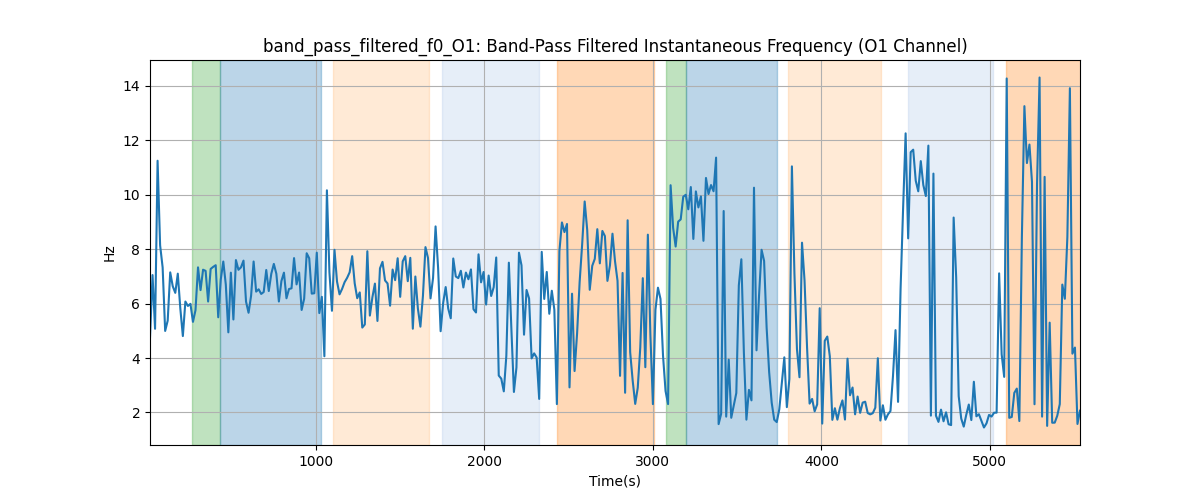 band_pass_filtered_f0_O1: Band-Pass Filtered Instantaneous Frequency (O1 Channel)
14
12
10
8
6
4
2
Hz
1000 2000 3000 4000 5000
Time(s)